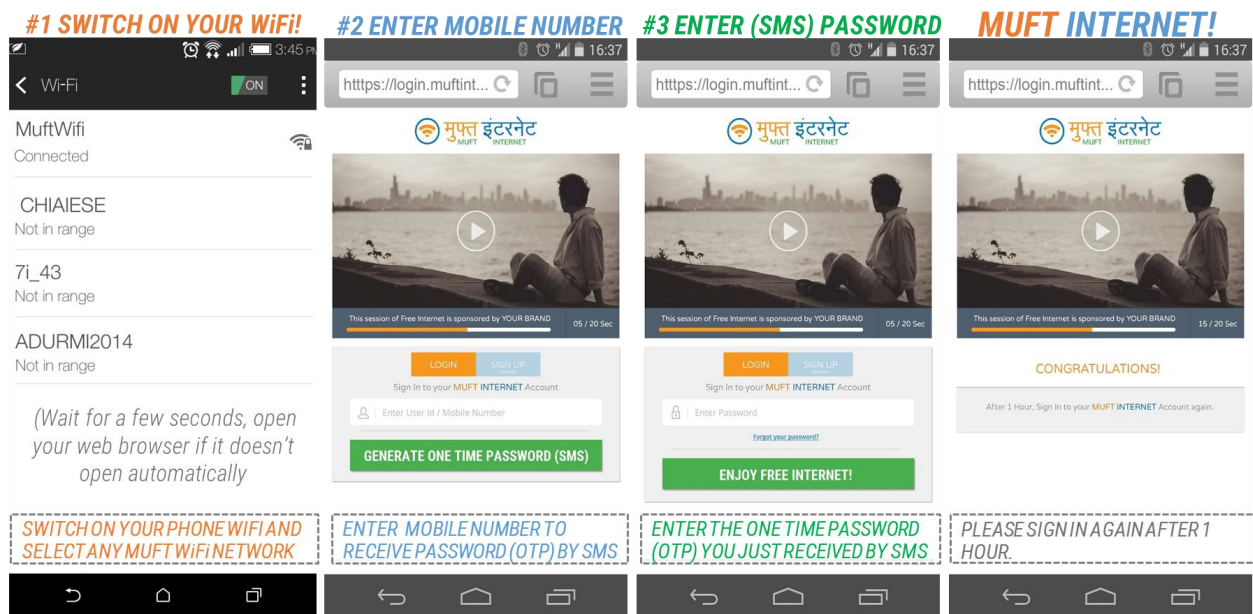 #1 SWITCH ON YOUR WiFi!
3:45 PM
Wi-Fi
ON
MuftWifi
Connected
CHIAIESE
Not in range
7i_43
Not in range
ADURMI2014
Not in range
(Wait for a few seconds, open
your web browser if it doesn't
open automatically
SWITCH ON YOUR PHONE WIFI AND
SELECT ANY MUFT WiFi NETWORK
#2 ENTER MOBILE NUMBER
H 16:37
htttps://login.muftint...
मुफ्त इंटरनेट
MUFT INTERNET
This session of Free Internet is sponsored by YOUR BRAND
05 / 20 Sec
LOGIN SIGN UP
Sign In to your MUFT INTERNET Account
Enter User Id / Mobile Number
GENERATE ONE TIME PASSWORD (SMS)
ENTER MOBILE NUMBER TO
RECEIVE PASSWORD (OTP) BY SMS
#3 ENTER (SMS) PASSWORD
H 16:37
htttps://login.muftint...
मुफ्त इंटरनेट
MUFT INTERNET
This session of Free Internet is sponsored by YOUR BRAND
05 / 20 Sec
LOGIN SIGN UP
Sign In to your MUFT INTERNET Account
Enter Password
Forgot your password?
ENJOY FREE INTERNET!
ENTER THE ONE TIME PASSWORD
(OTP) YOU JUST RECEIVED BY SMS
MUFT INTERNET!
H 16:37
htttps://login.muftint...
मुफ्त इंटरनेट
MUFT INTERNET
This session of Free Internet is sponsored by YOUR BRAND
15 / 20 Sec
CONGRATULATIONS!
After 1 Hour, Sign In to your MUFT INTERNET Account again.
PLEASE SIGN IN AGAIN AFTER 1
HOUR.